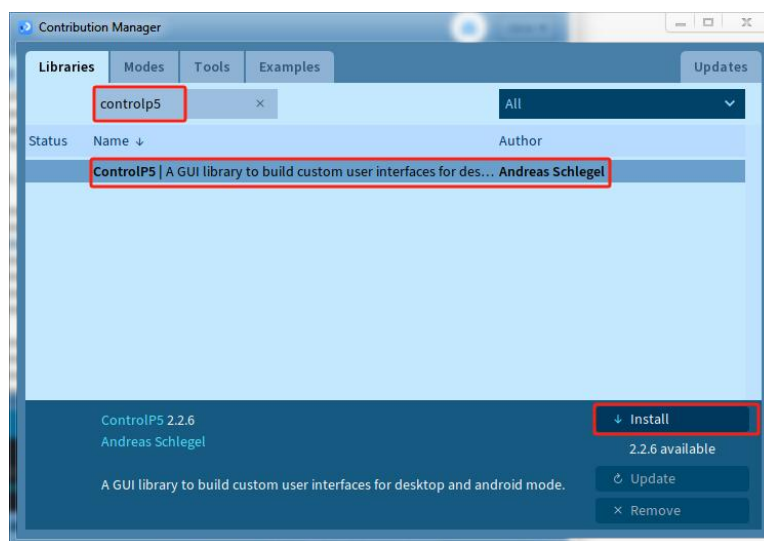 Contribution Manager
Libraries Modes Tools Examples Updates
controlp5 × All
Status Name ↓ Author
ControlP5 | A GUI library to build custom user interfaces for des... Andreas Schlegel
ControlP5 2.2.6
Andreas Schlegel
A GUI library to build custom user interfaces for desktop and android mode.
↓ Install
2.2.6 available
Update
× Remove